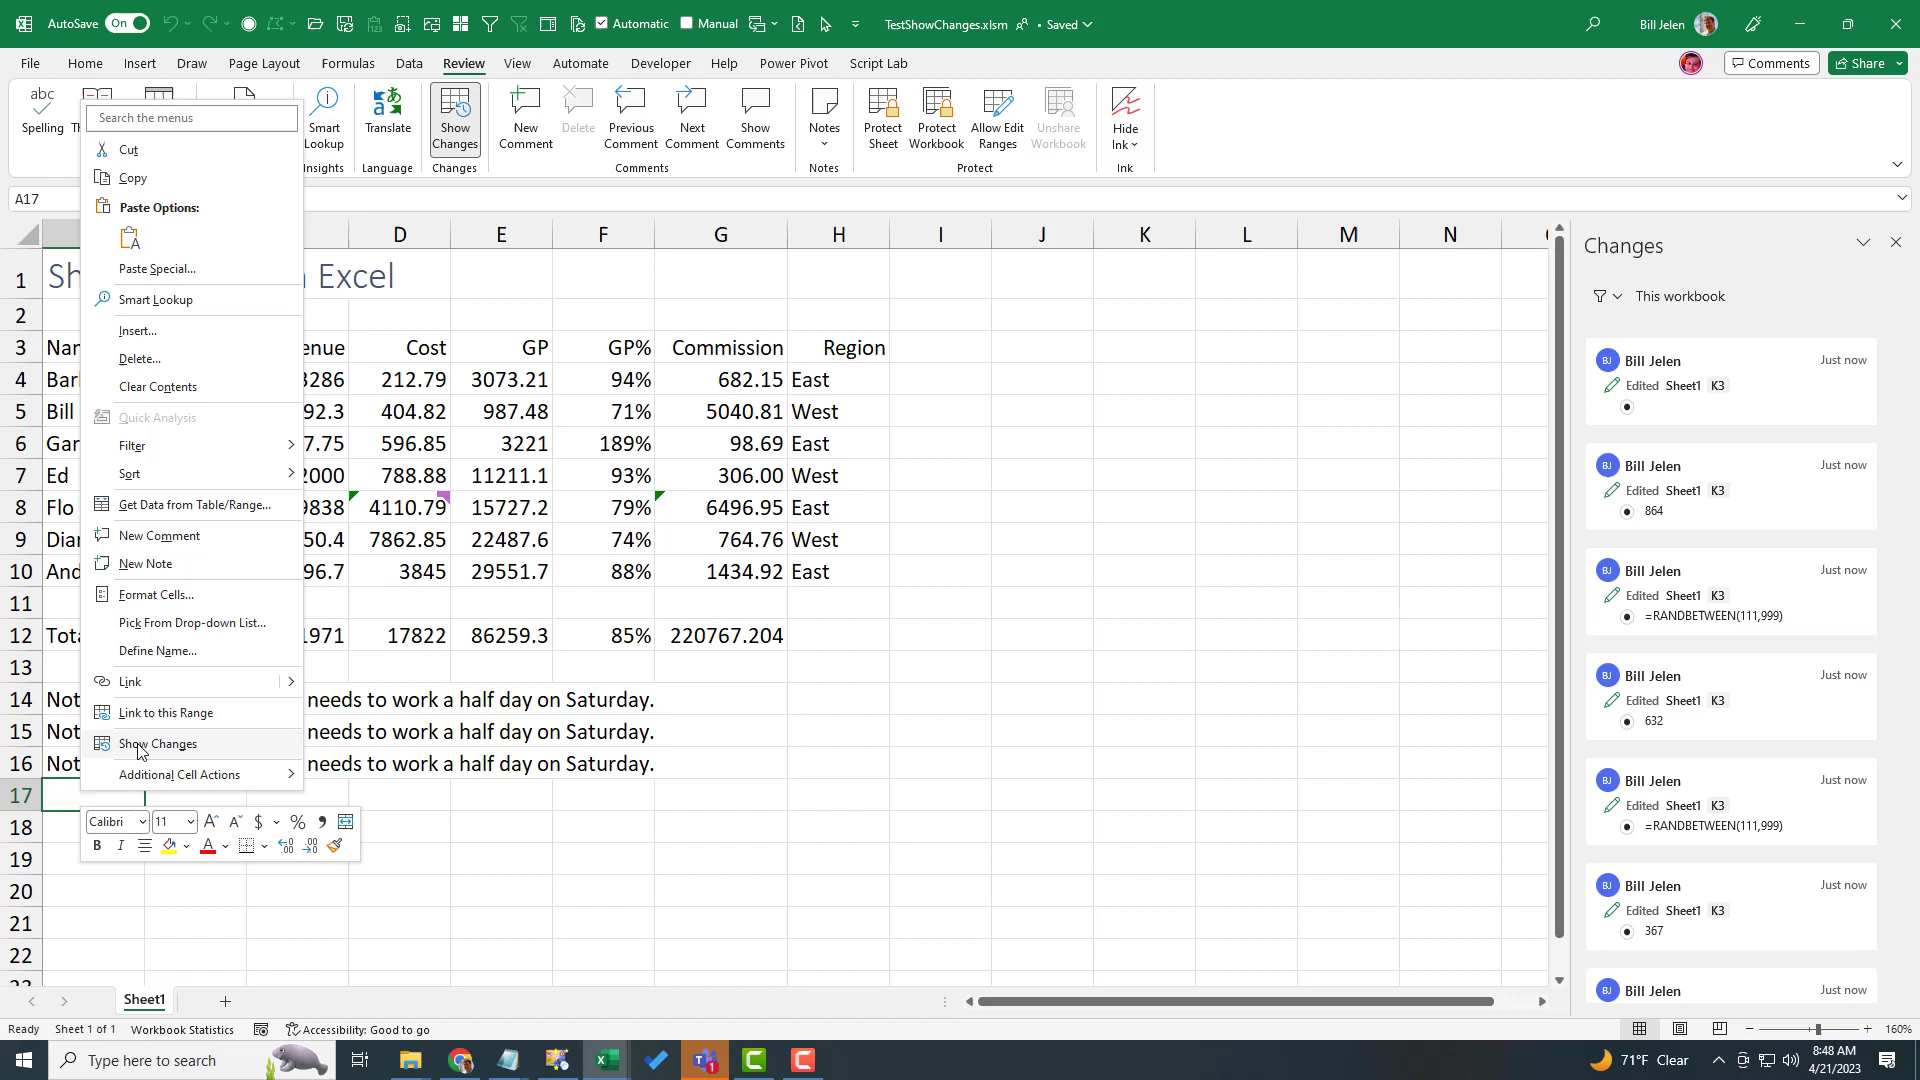 AutoSave On Automatic Manual TestShowChanges.xlsm • Saved Bill Jelen
File Home Insert Draw Page Layout Formulas Data Review View Automate Developer Help Power Pivot Script Lab Comments Share
abc
Spelling
Smart
Lookup
Insights
Translate
Language
Show
Changes
Changes
New
Comment
Delete
Previous
Comment
Next
Comment
Show
Comments
Comments
Notes
Notes
Protect
Sheet
Protect
Workbook
Allow Edit
Ranges
Unshare
Workbook
Protect
Hide
Ink
Ink
A17
Search the menus
Cut
Copy
Paste Options:
Paste Special...
Smart Lookup
Insert...
Delete...
Clear Contents
Quick Analysis
Filter
Sort
Get Data from Table/Range...
New Comment
New Note
Format Cells...
Pick From Drop-down List...
Define Name...
Link
Link to this Range
Show Changes
Additional Cell Actions
Calibri 11 A A $ % ,
B I A
D E F G H I J K L M N
1 Sh Excel
2
3 Nar enue Cost GP GP% Commission Region
4 Bar 3286 212.79 3073.21 94% 682.15 East
5 Bill 92.3 404.82 987.48 71% 5040.81 West
6 Gar 7.75 596.85 3221 189% 98.69 East
7 Ed 2000 788.88 11211.1 93% 306.00 West
8 Flo 9838 4110.79 15727.2 79% 6496.95 East
9 Diar 50.4 7862.85 22487.6 74% 764.76 West
10 And 96.7 3845 29551.7 88% 1434.92 East
11
12 Tota 1971 17822 86259.3 85% 220767.204
13
14 Not needs to work a half day on Saturday.
15 Not needs to work a half day on Saturday.
16 Not needs to work a half day on Saturday.
17
18
19
20
21
22
Changes
This workbook
BJ Bill Jelen Just now
Edited Sheet1 K3
BJ Bill Jelen Just now
Edited Sheet1 K3
864
BJ Bill Jelen Just now
Edited Sheet1 K3
=RANDBETWEEN(111,999)
BJ Bill Jelen Just now
Edited Sheet1 K3
632
BJ Bill Jelen Just now
Edited Sheet1 K3
=RANDBETWEEN(111,999)
BJ Bill Jelen Just now
Edited Sheet1 K3
367
BJ Bill Jelen Just now
Sheet1
Ready Sheet 1 of 1 Workbook Statistics Accessibility: Good to go 160%
Type here to search 71°F Clear 8:48 AM
4/21/2023